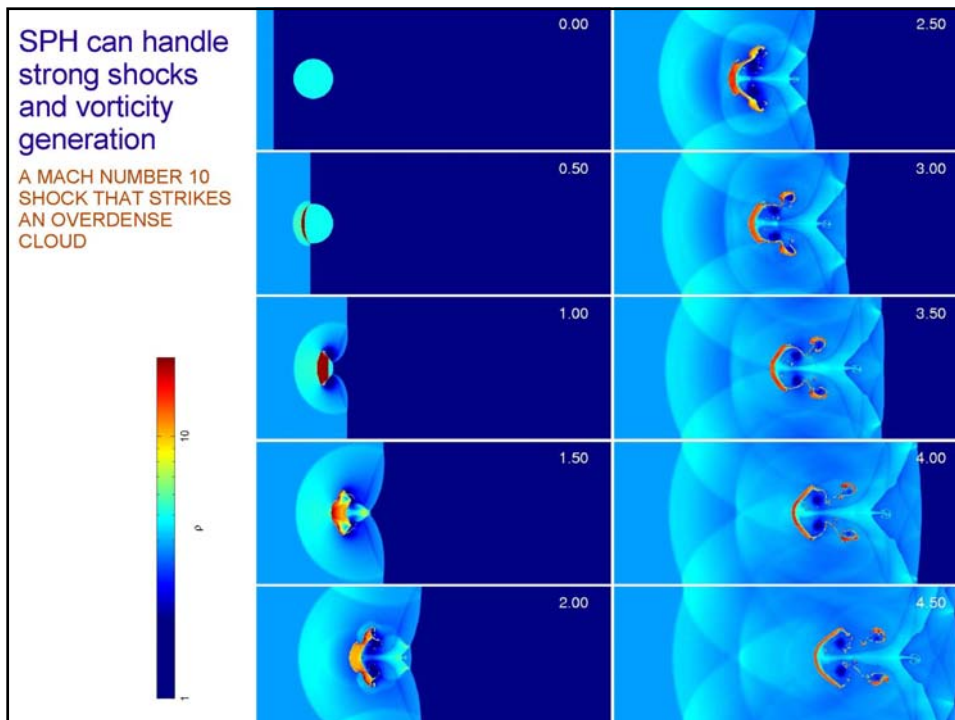 SPH can handle
strong shocks
and vorticity
generation
A MACH NUMBER 10
SHOCK THAT STRIKES
AN OVERDENSE
CLOUD
10
ρ
1
0.00
0.50
1.00
1.50
2.00
2.50
3.00
3.50
4.00
4.50